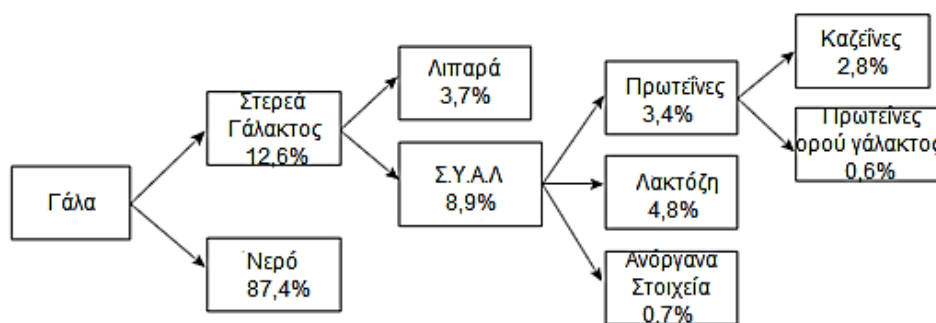 Γάλα
Στερεά
Γάλακτος
12,6%
Νερό
87,4%
Λιπαρά
3,7%
Σ.Υ.Α.Λ
8,9%
Πρωτεΐνες
3,4%
Λακτόζη
4,8%
Ανόργανα
Στοιχεία
0,7%
Καζεΐνες
2,8%
Πρωτεΐνες
ορού γάλακτος
0,6%